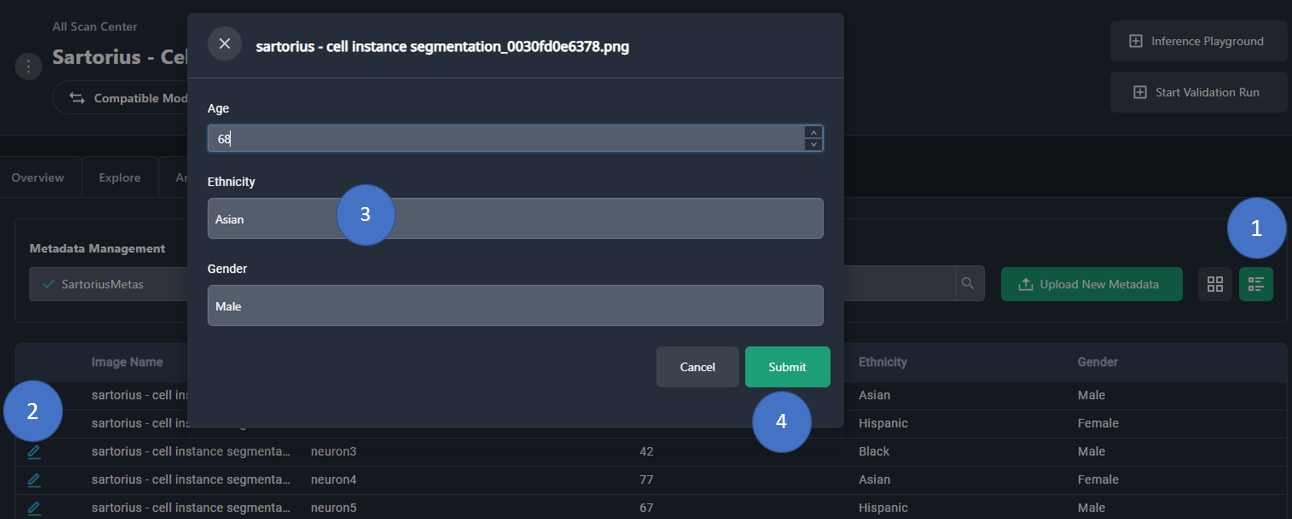 All Scan Center
Sartorius - Ce
Compatible Mod
Inference Playground
Start Validation Run
sartorius - cell instance segmentation_0030fd0e6378.png
Age
68
Ethnicity
Asian
3
Gender
Male
Cancel
Submit
4
Overview
Explore
Metadata Management
SartoriusMetas
Upload New Metadata
1
Image Name
Ethnicity
Gender
2
sartorius - cell ins
Asian
Male
sartorius - cell instance segmenta...
Hispanic
Female
sartorius - cell instance segmenta... neuron3 42 Black Male
sartorius - cell instance segmenta... neuron4 77 Asian Female
sartorius - cell instance segmenta... neuron5 67 Hispanic Male